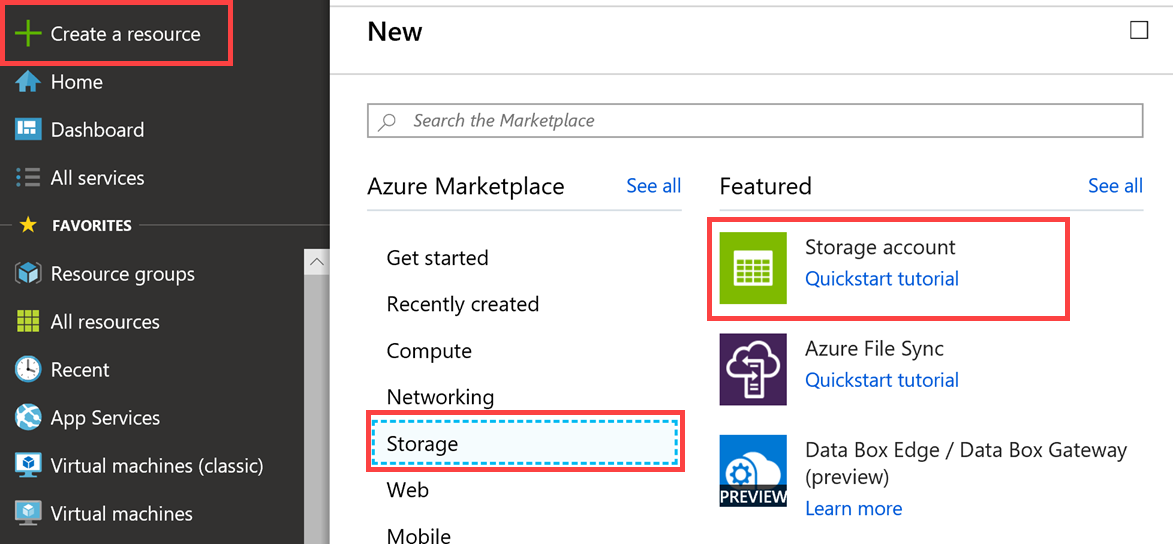 Create a resource
Home
Dashboard
All services
FAVORITES
Resource groups
All resources
Recent
App Services
Virtual machines (classic)
Virtual machines
New
Search the Marketplace
Azure Marketplace
See all
Get started
Recently created
Compute
Networking
Storage
Web
Mobile
Featured
See all
Storage account
Quickstart tutorial
Azure File Sync
Quickstart tutorial
PREVIEW
Data Box Edge / Data Box Gateway
(preview)
Learn more